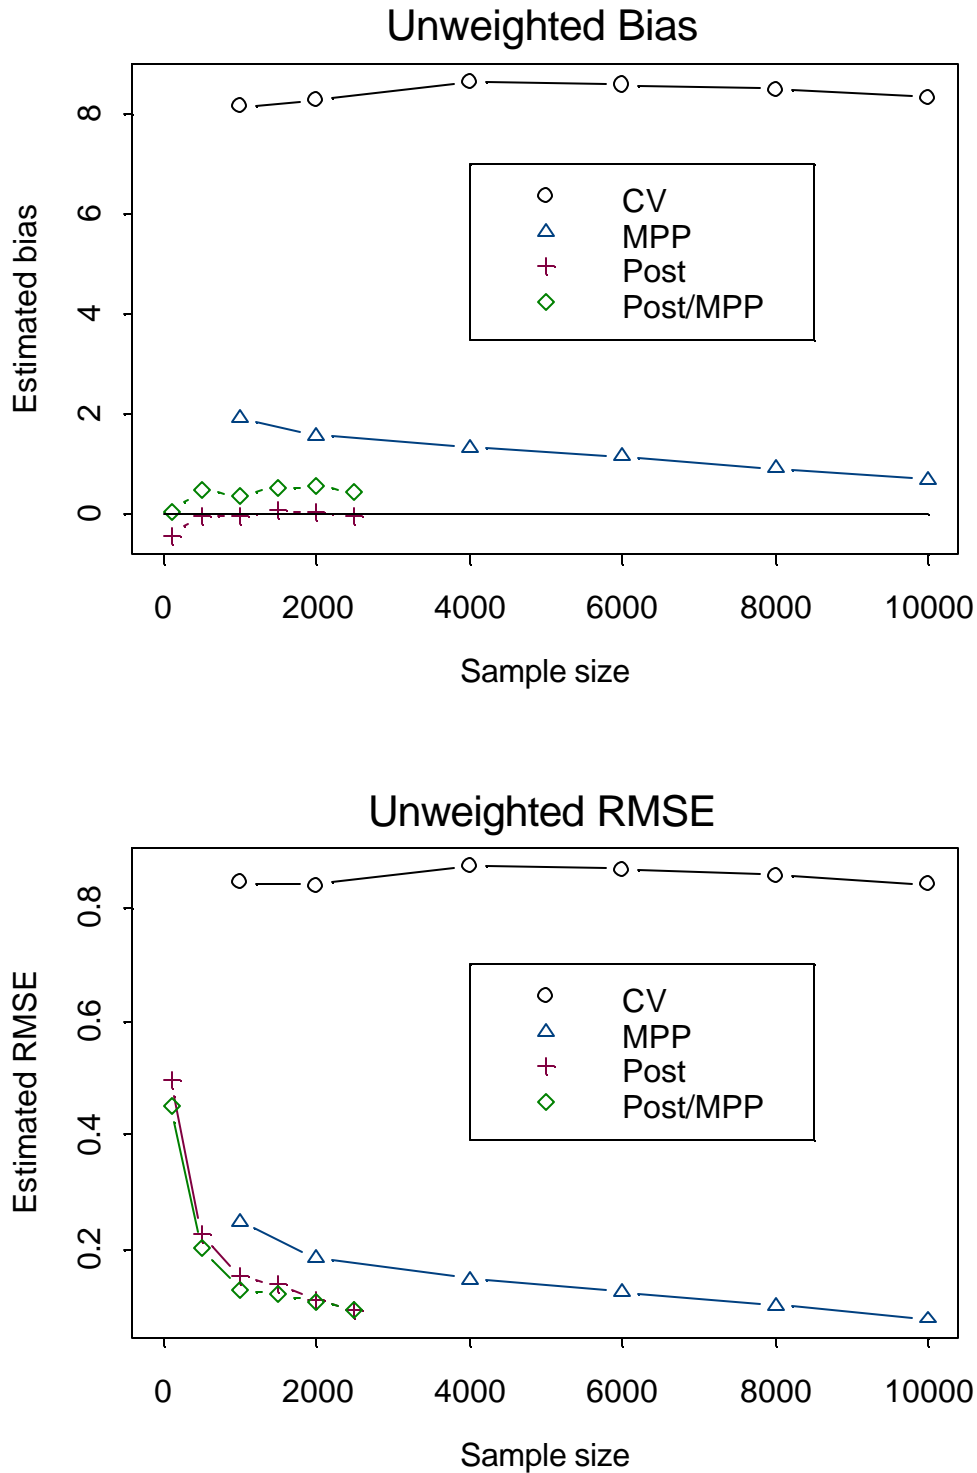 Unweighted Bias
Estimated bias
8
6
4
2
0
CV
MPP
Post
Post/MPP
0 2000 4000 6000 8000 10000
Sample size
Unweighted RMSE
Estimated RMSE
0.8
0.6
0.4
0.2
CV
MPP
Post
Post/MPP
0 2000 4000 6000 8000 10000
Sample size